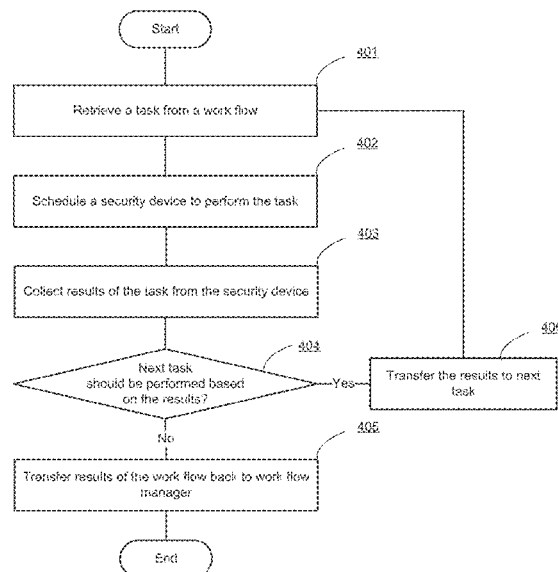 Start
401
Retrieve a task from a work flow
402
Schedule a security device to perform the task
403
Collect results of the task from the security device
404
Next task
should be performed based
on the results?
Yes
Transfer the results to next
task
No
405
Transfer results of the work flow back to work flow
manager
End